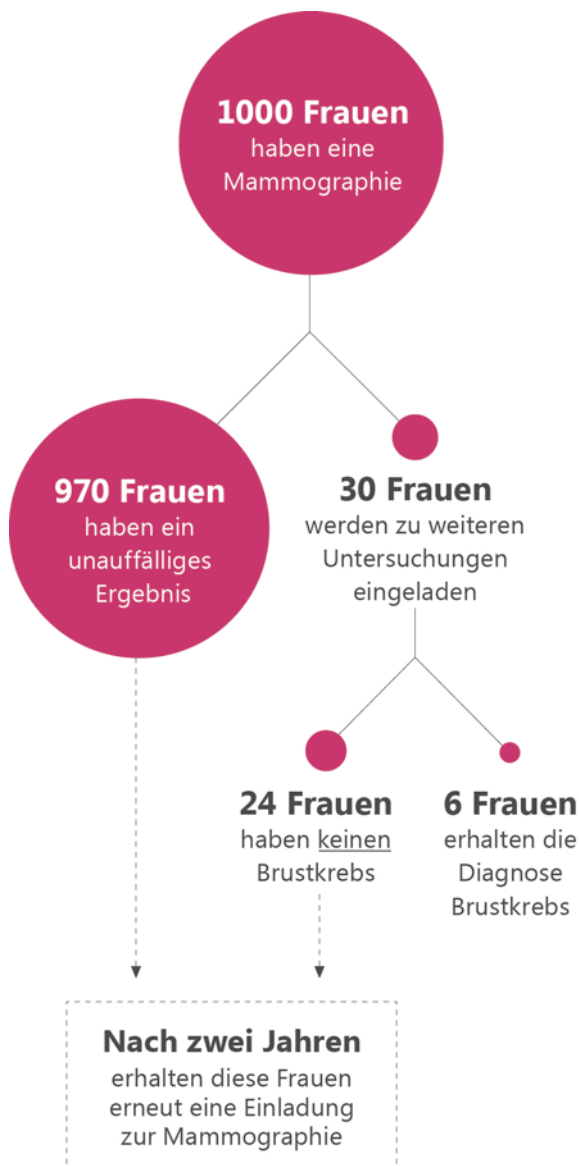 1000 Frauen
haben eine
Mammographie
970 Frauen
haben ein
unauffälliges
Ergebnis
30 Frauen
werden zu weiteren
Untersuchungen
eingeladen
24 Frauen
haben keinen
Brustkrebs
6 Frauen
erhalten die
Diagnose
Brustkrebs
Nach zwei Jahren
erhalten diese Frauen
erneut eine Einladung
zur Mammographie